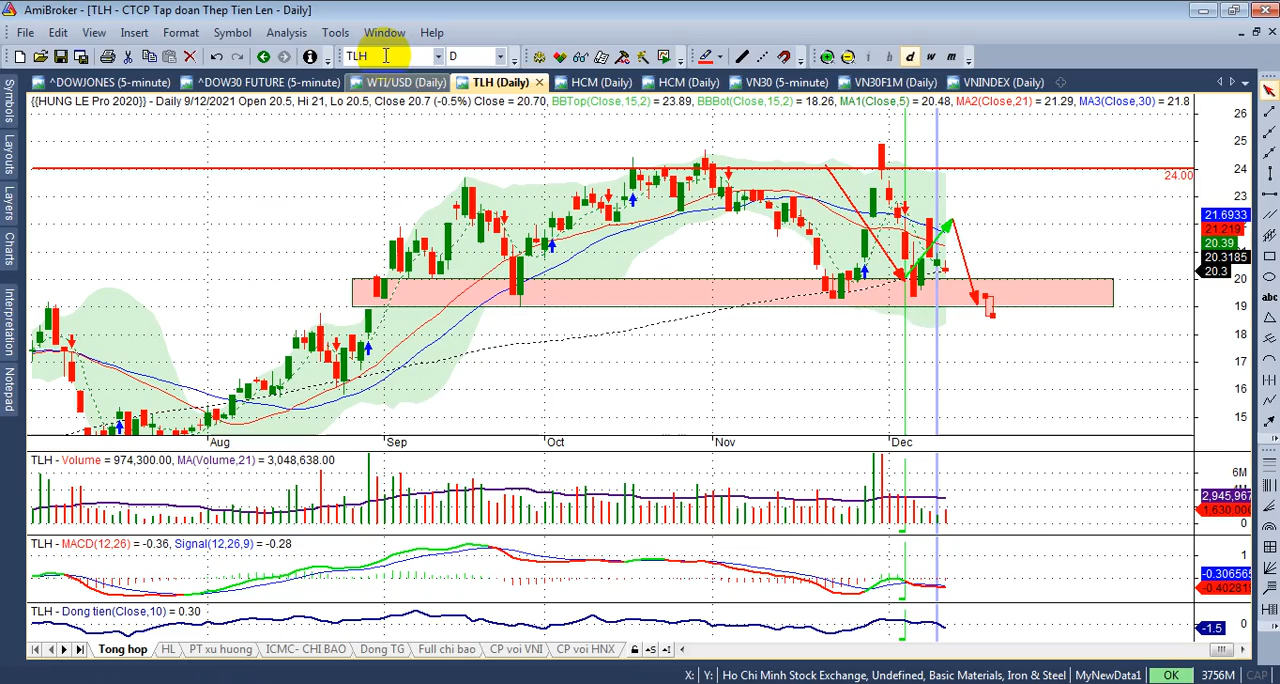 AmiBroker - [TLH - CTCP Tap doan Thep Tien Len - Daily]
File Edit View Insert Format Symbol Analysis Tools Window Help
TLH D d w m
^DOWJONES (5-minute) ^DOW30 FUTURE (5-minute) WTI/USD (Daily) TLH (Daily) HCM (Daily) HCM (Daily) VN30 (5-minute) VN30F1M (Daily) VNINDEX (Daily)
{{HUNG LE Pro 2020}} - Daily 9/12/2021 Open 20.5, Hi 21, Lo 20.5, Close 20.7 (-0.5%) Close = 20.70, BBTop(Close,15,2) = 23.89, BBBot(Close,15,2) = 18.26, MA1(Close,5) = 20.48, MA2(Close,21) = 21.29, MA3(Close,30) = 21.8
Symbols
Layouts
Layers
Charts
Interpretation
Notepad
abc
26
25
24
24.00
23
22
21.6933
21.219
20.39
20.3185
20.3
20
19
18
17
16
15
Aug Sep Oct Nov Dec
TLH - Volume = 974,300.00, MA(Volume,21) = 3,048,638.00
6M
2,945,967
1,630,000
0
TLH - MACD(12,26) = -0.36, Signal(12,26,9) = -0.28
1
-0.306565
-0.402818
TLH - Dong tien(Close,10) = 0.30
0
-1.5
Tong hop HL PT xu huong ICMC- CHI BAO Dong TG Full chi bao CP voi VNI CP voi HNX
X: Y: Ho Chi Minh Stock Exchange, Undefined, Basic Materials, Iron & Steel MyNewData1 OK 3756M CAP